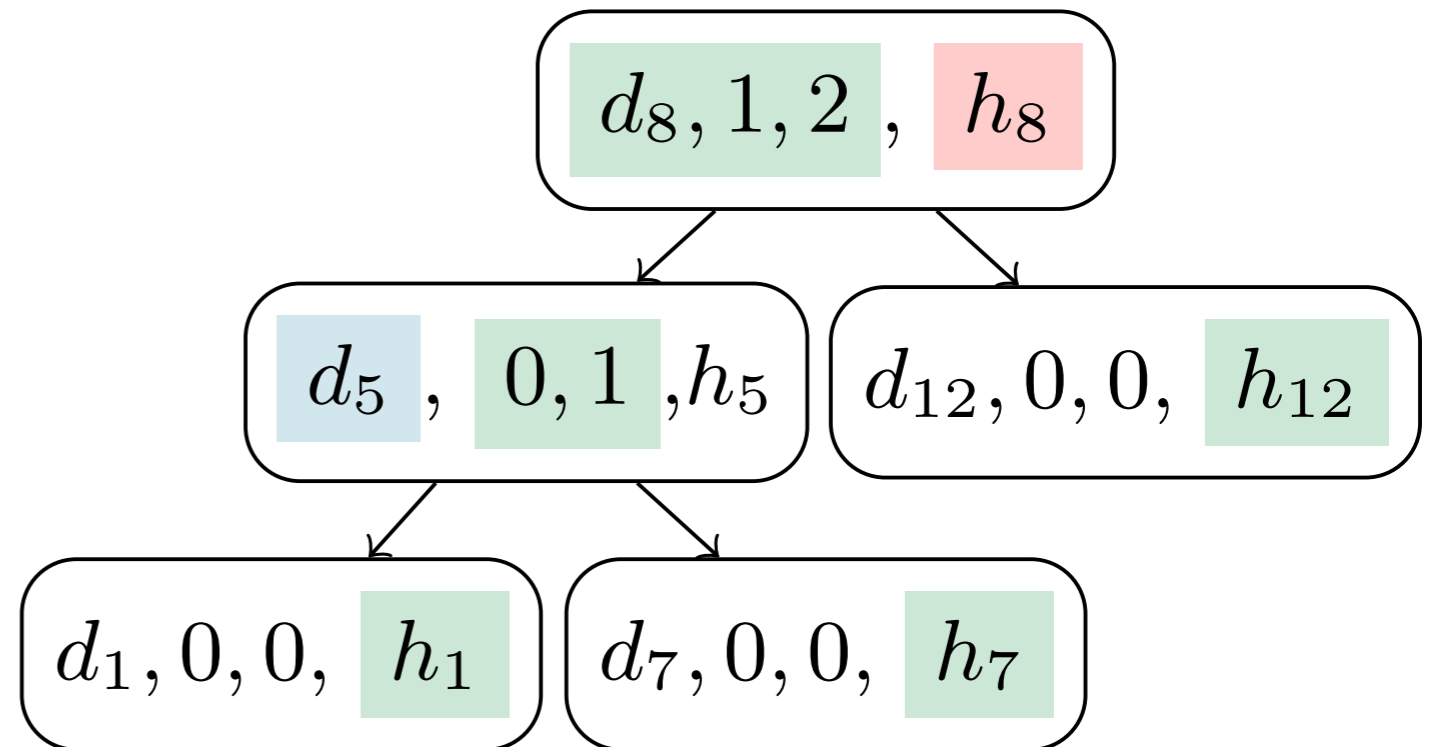 d₈, 1, 2, h₈
d₅, 0, 1, h₅
d₁₂, 0, 0, h₁₂
d₁, 0, 0, h₁
d₇, 0, 0, h₇